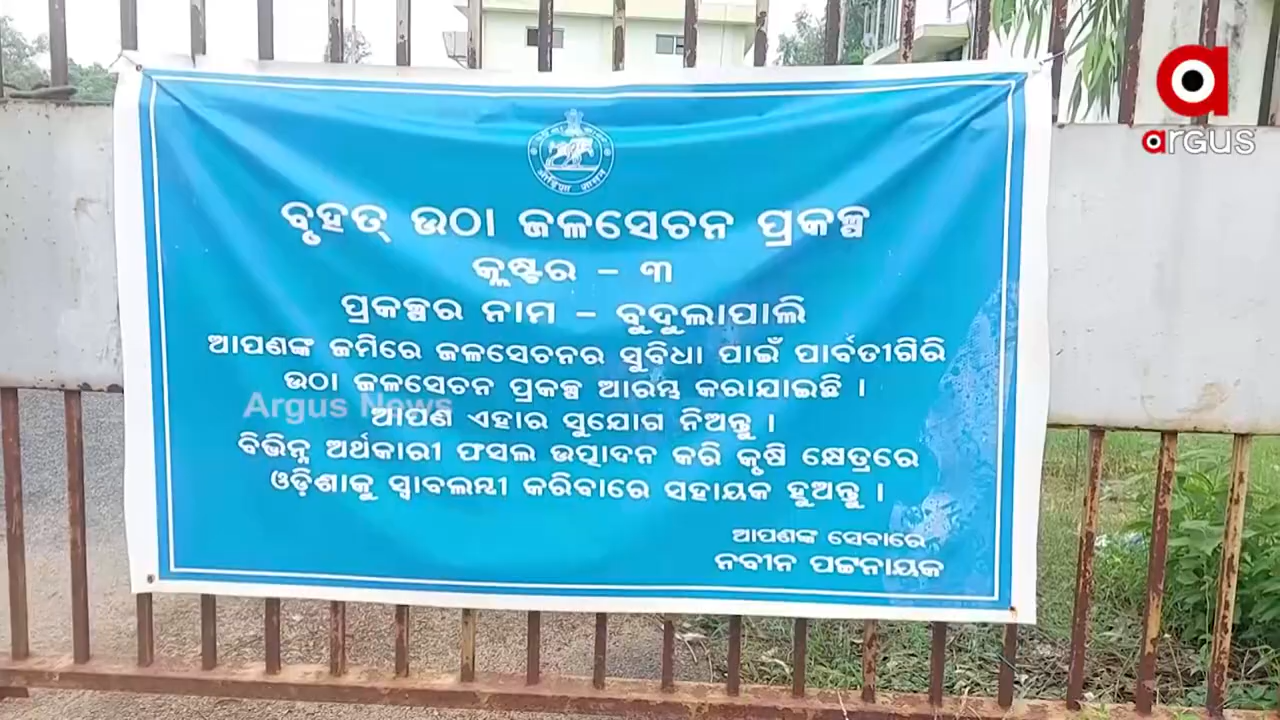 ବୃହତ୍ ଉଠା ଜଳସେଚନ ପ୍ରକଳ୍ପ
କ୍ଲଷ୍ଟର – ୩
ପ୍ରକଳ୍ପର ନାମ – ବୁଦୁଲାପାଲି
ଆପଣଙ୍କ ଜମିରେ ଜଳସେଚନର ସୁବିଧା ପାଇଁ ପାର୍ବତୀଗିରି
ଉଠା ଜଳସେଚନ ପ୍ରକଳ୍ପ ଆରମ୍ଭ କରାଯାଇଛି ।
ଆପଣ ଏହାର ସୁଯୋଗ ନିଅନ୍ତୁ ।
ବିଭିନ୍ନ ଅର୍ଥକାରୀ ଫସଲ ଉତ୍ପାଦନ କରି କୃଷି କ୍ଷେତ୍ରରେ
ଓଡ଼ିଶାକୁ ସ୍ୱାବଲମ୍ବୀ କରିବାରେ ସହାୟକ ହୁଅନ୍ତୁ ।
ଆପଣଙ୍କ ସେବାରେ
ନବୀନ ପଟ୍ଟନାୟକ
Argus News
argus